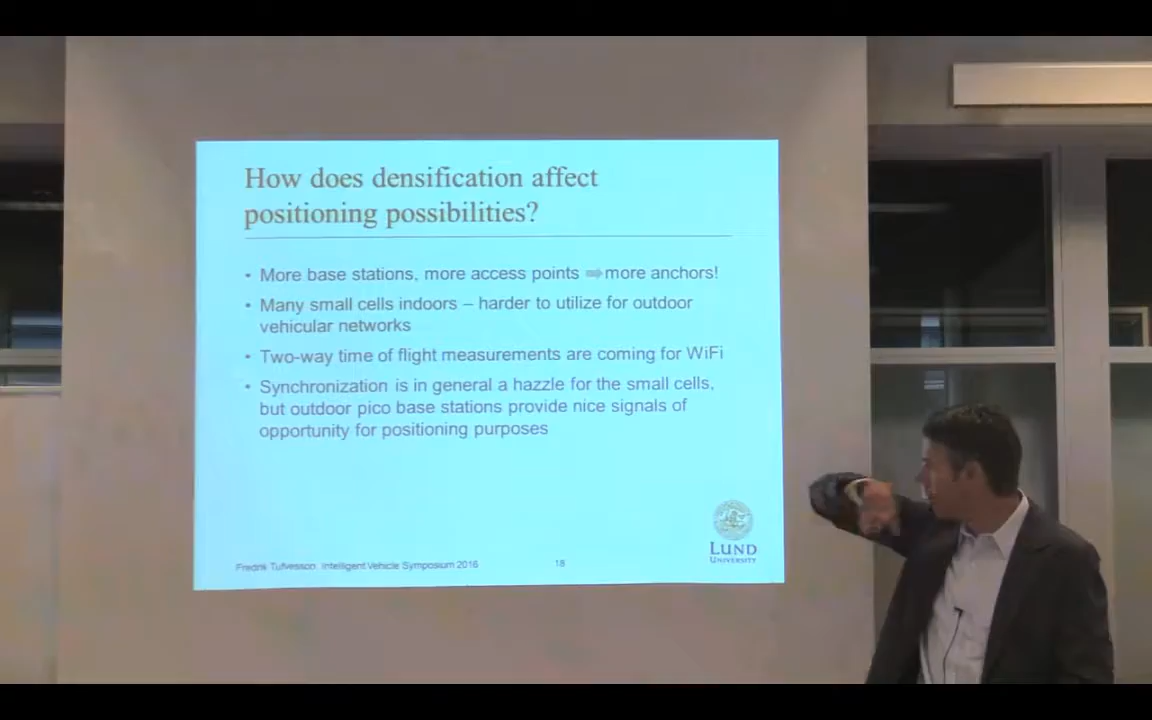 How does densification affect
positioning possibilities?
• More base stations, more access points ⇒ more anchors!
• Many small cells indoors – harder to utilize for outdoor
vehicular networks
• Two-way time of flight measurements are coming for WiFi
• Synchronization is in general a hazzle for the small cells,
but outdoor pico base stations provide nice signals of
opportunity for positioning purposes
LUND
UNIVERSITY
Fredrik Tufvesson, Intelligent Vehicle Symposium 2016
18